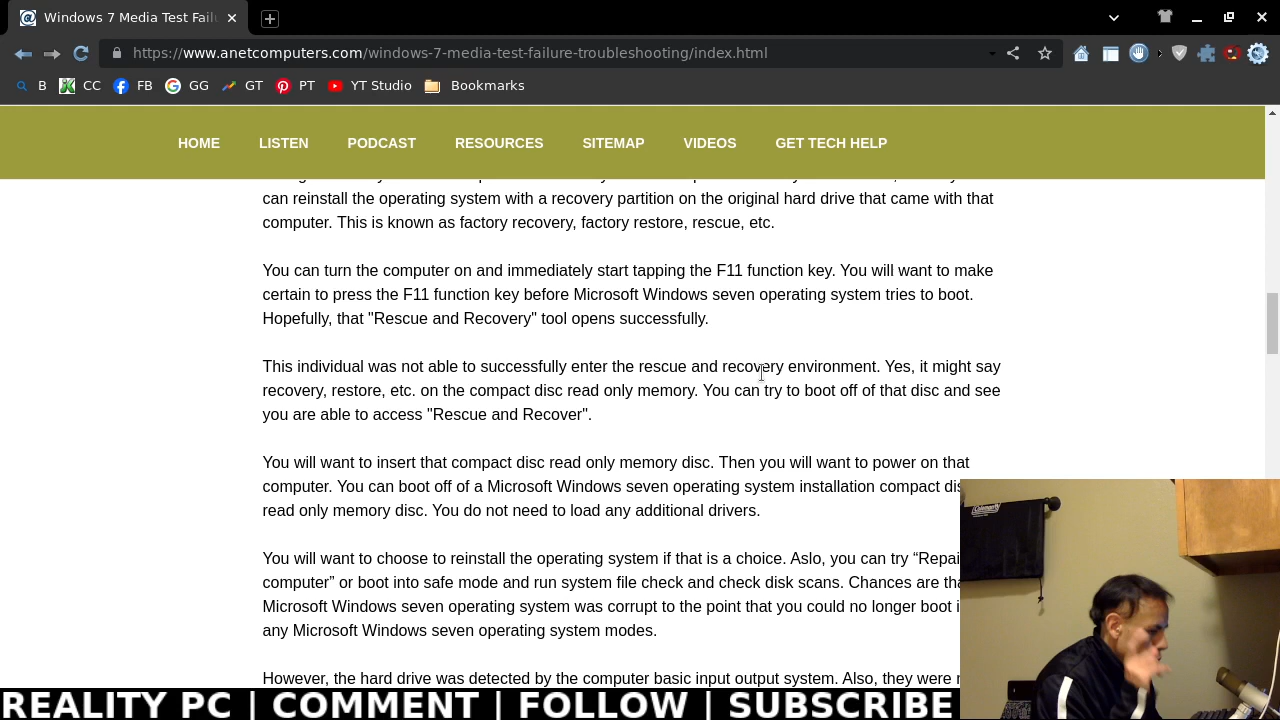 Windows 7 Media Test Fail
https://www.anetcomputers.com/windows-7-media-test-failure-troubleshooting/index.html
B CC FB GG GT PT YT Studio Bookmarks
HOME LISTEN PODCAST RESOURCES SITEMAP VIDEOS GET TECH HELP
can reinstall the operating system with a recovery partition on the original hard drive that came with that
computer. This is known as factory recovery, factory restore, rescue, etc.
You can turn the computer on and immediately start tapping the F11 function key. You will want to make
certain to press the F11 function key before Microsoft Windows seven operating system tries to boot.
Hopefully, that "Rescue and Recovery" tool opens successfully.
This individual was not able to successfully enter the rescue and recovery environment. Yes, it might say
recovery, restore, etc. on the compact disc read only memory. You can try to boot off of that disc and see
you are able to access "Rescue and Recover".
You will want to insert that compact disc read only memory disc. Then you will want to power on that
computer. You can boot off of a Microsoft Windows seven operating system installation compact
read only memory disc. You do not need to load any additional drivers.
You will want to choose to reinstall the operating system if that is a choice. Aslo, you can try “Repai
computer” or boot into safe mode and run system file check and check disk scans. Chances are
Microsoft Windows seven operating system was corrupt to the point that you could no longer boot
any Microsoft Windows seven operating system modes.
However, the hard drive was detected by the computer basic input output system. Also, they were
Coleman
REALITY PC | COMMENT | FOLLOW | SUBSCRIBE